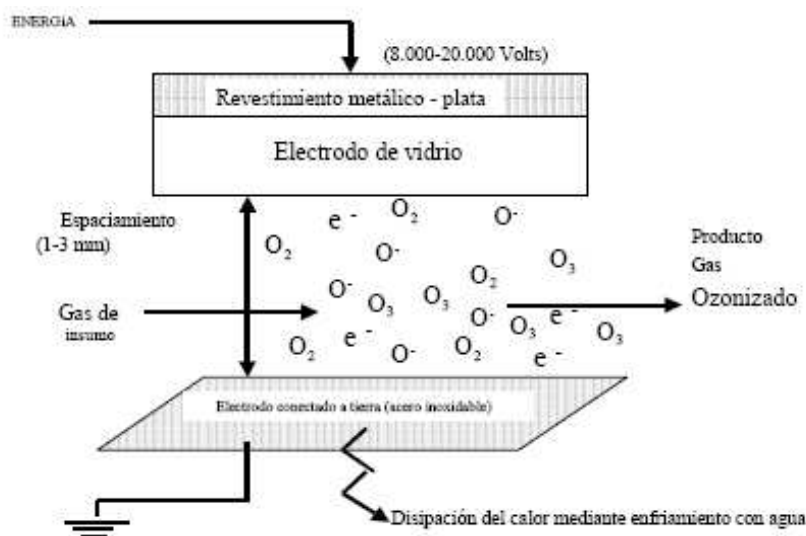 ENERGíA
(8.000-20.000 Volts)
Revestimiento metálico - plata
Electrodo de vidrio
Espaciamiento
(1-3 mm)
e -
O2
O-
O2
O-
O3
Producto
Gas
Ozonizado
O2
O-
O3
O3
Gas de
insumo
O-
O3
e -
O3
O2
e -
O-
O2
e -
Electrodo conectado a tierra (acero inoxidable)
Disipación del calor mediante enfriamiento con agua